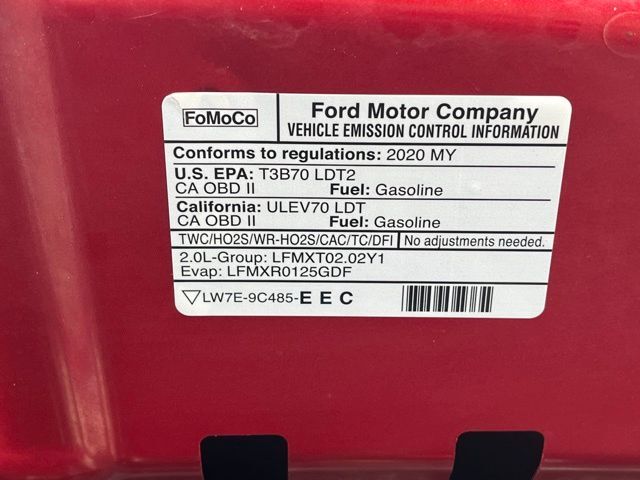 FoMoCo
Ford Motor Company
VEHICLE EMISSION CONTROL INFORMATION
Conforms to regulations: 2020 MY
U.S. EPA: T3B70 LDT2
CA OBD II Fuel: Gasoline
California: ULEV70 LDT
CA OBD II Fuel: Gasoline
TWC/HO2S/WR-HO2S/CAC/TC/DFI No adjustments needed.
2.0L-Group: LFMXT02.02Y1
Evap: LFMXR0125GDF
LW7E-9C485-E E C